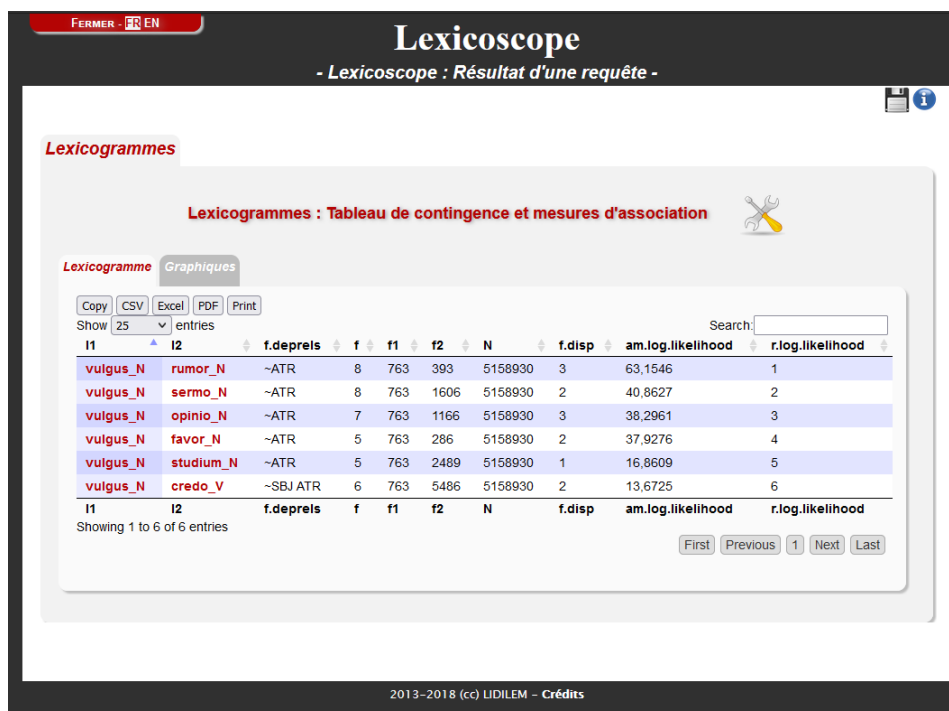 FERMER - FR EN
Lexicoscope
- Lexicoscope : Résultat d'une requête -
Lexicogrammes
Lexicogrammes : Tableau de contingence et mesures d'association
Lexicogramme Graphiques
Copy CSV Excel PDF Print
Show 25 entries Search:
l1 l2 f.deprels f f1 f2 N f.disp am.log.likelihood r.log.likelihood
vulgus_N rumor_N ~ATR 8 763 393 5158930 3 63,1546 1
vulgus_N sermo_N ~ATR 8 763 1606 5158930 2 40,8627 2
vulgus_N opinio_N ~ATR 7 763 1166 5158930 3 38,2961 3
vulgus_N favor_N ~ATR 5 763 286 5158930 2 37,9276 4
vulgus_N studium_N ~ATR 5 763 2489 5158930 1 16,8609 5
vulgus_N credo_V ~SBJ ATR 6 763 5486 5158930 2 13,6725 6
l1 l2 f.deprels f f1 f2 N f.disp am.log.likelihood r.log.likelihood
Showing 1 to 6 of 6 entries
First Previous 1 Next Last
2013-2018 (cc) LIDILEM - Crédits